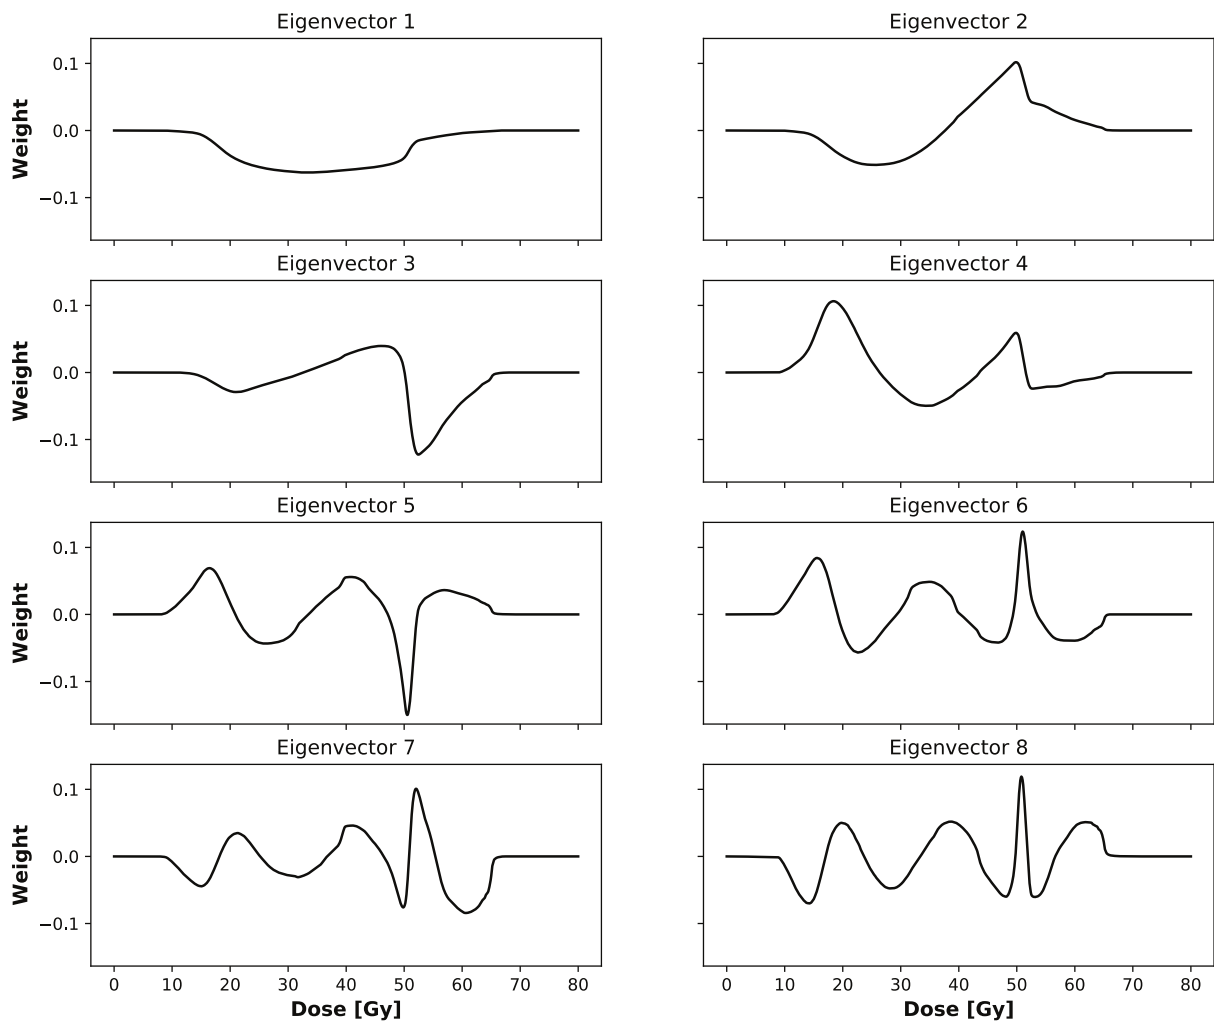 Eigenvector 1 Eigenvector 2
0.1
0.0
−0.1
Weight
Eigenvector 3 Eigenvector 4
0.1
0.0
−0.1
Weight
Eigenvector 5 Eigenvector 6
0.1
0.0
−0.1
Weight
Eigenvector 7 Eigenvector 8
0.1
0.0
−0.1
Weight
0 10 20 30 40 50 60 70 80 0 10 20 30 40 50 60 70 80
Dose [Gy] Dose [Gy]